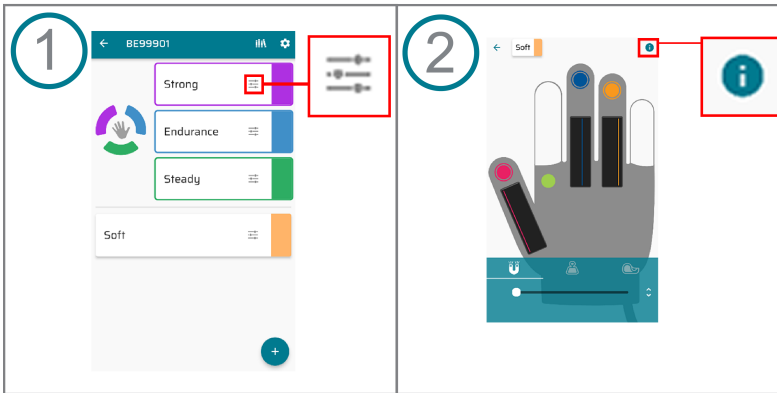 1
BE99901
Strong
Endurance
Steady
Soft
+
2
Soft
i
i